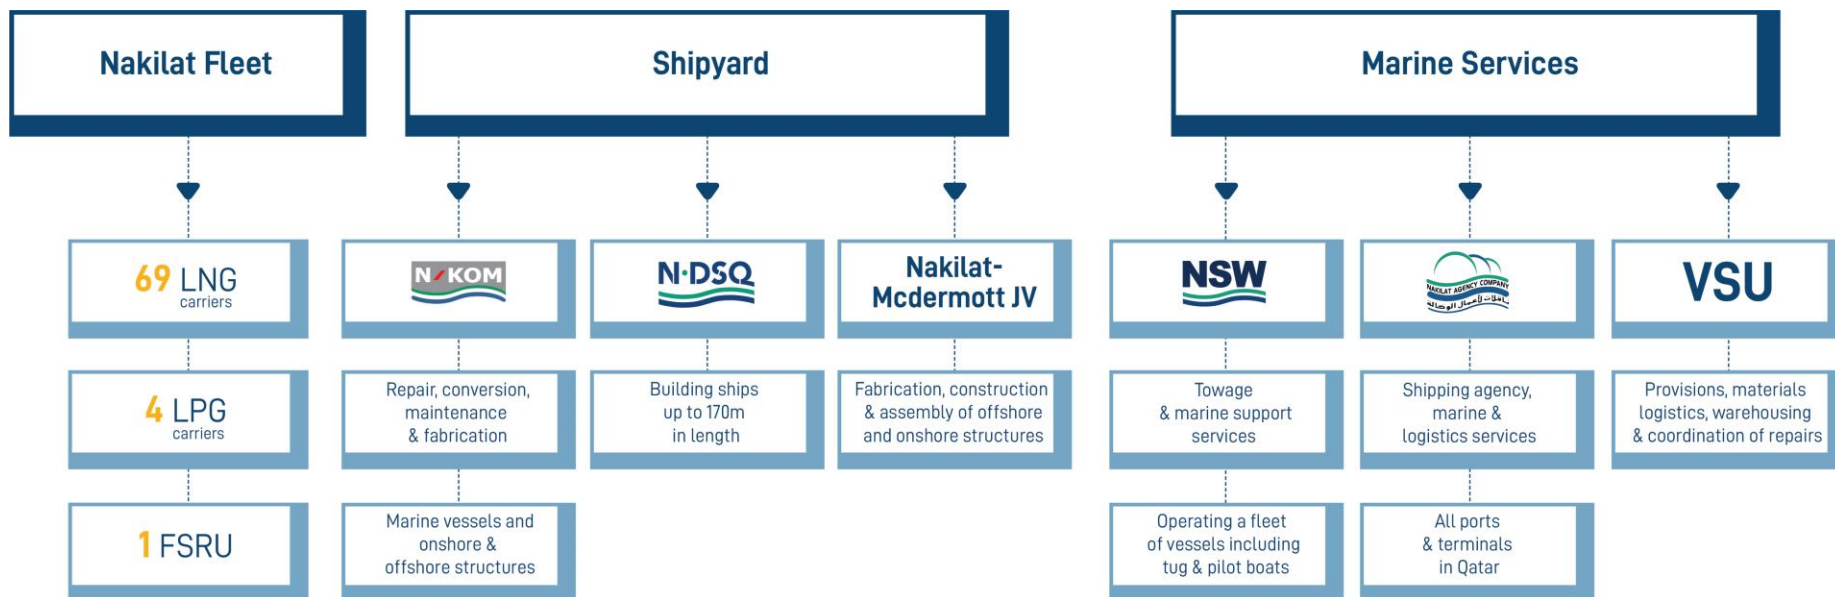 Nakilat Fleet
Shipyard
Marine Services
69 LNG
carriers
4 LPG
carriers
1 FSRU
N-KOM
Repair, conversion,
maintenance
& fabrication
Marine vessels and
onshore &
offshore structures
N·DSQ
Building ships
up to 170m
in length
Nakilat-
Mcdermott JV
Fabrication, construction
& assembly of offshore
and onshore structures
NSW
Towage
& marine support
services
Operating a fleet
of vessels including
tug & pilot boats
NAKILAT AGENCY COMPANY
ناقلات لأعمال الوكالة
Shipping agency,
marine &
logistics services
All ports
& terminals
in Qatar
VSU
Provisions, materials
logistics, warehousing
& coordination of repairs